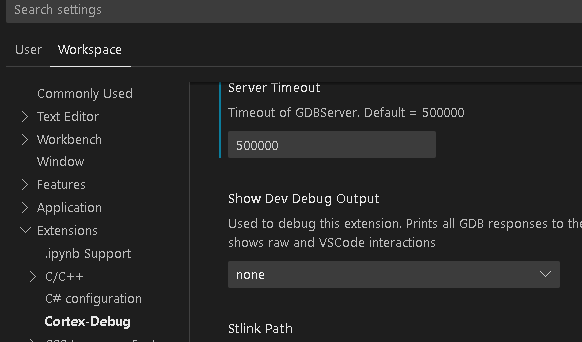 Search settings
User Workspace
Commonly Used
Text Editor
Workbench
Window
Features
Application
Extensions
.ipynb Support
C/C++
C# configuration
Cortex-Debug
Server Timeout
Timeout of GDBServer. Default = 500000
500000
Show Dev Debug Output
Used to debug this extension. Prints all GDB responses to the
shows raw and VSCode interactions
none
Stlink Path